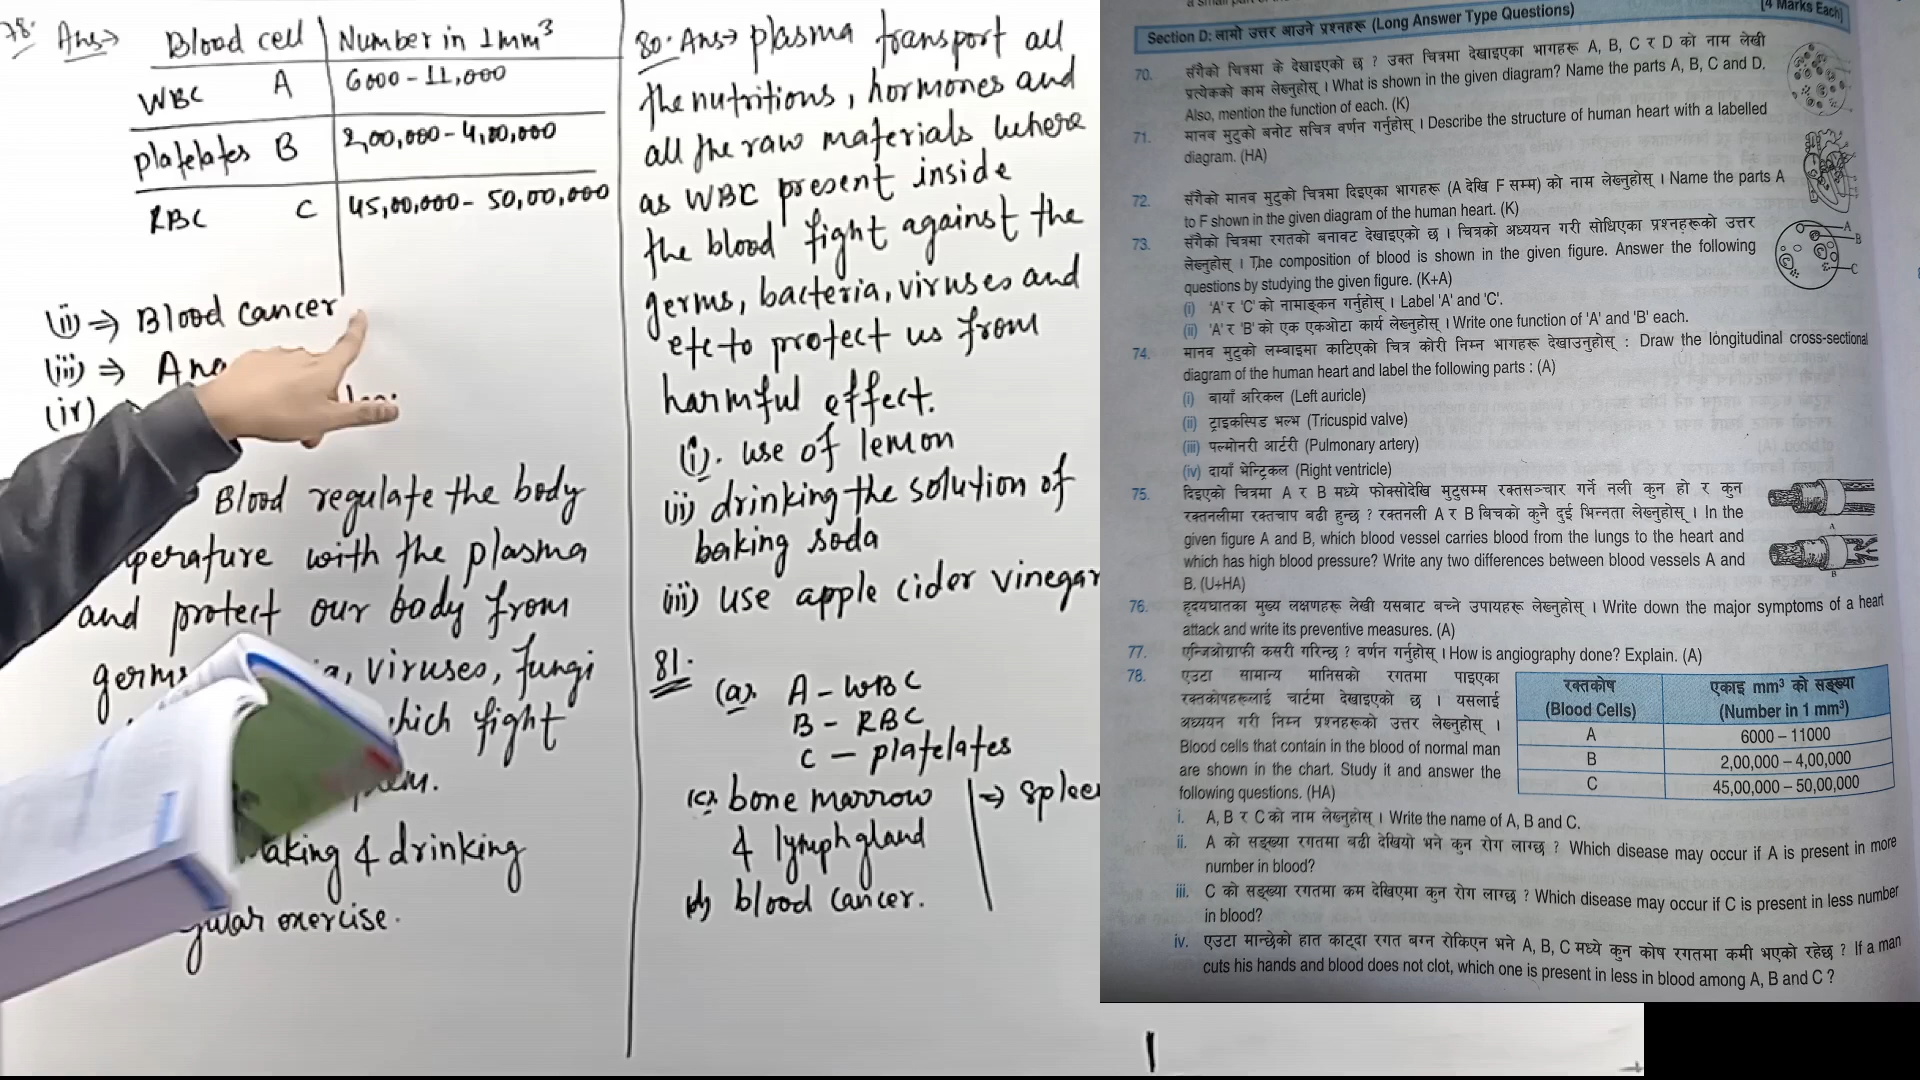 78. Ans→
Blood cell | Number in 1mm³
WBC A | 6000 - 11,000
platelates B | 2,00,000 - 4,00,000
RBC C | 45,00,000 - 50,00,000
(ii) ⇒ Blood cancer
(iii) ⇒
(iv)
Blood regulate the body
perature with the plasma
and protect our body from
germs, viruses, fungi
hich fight
aking & drinking
gular exercise.
80. Ans→ plasma transport all
the nutritions, hormones and
all the raw materials where
as WBC present inside
the blood fight against the
germs, bacteria, viruses and
etc to protect us from
harmful effect.
(i). use of lemon
(ii) drinking the solution of
baking soda
(iii) use apple cider vinegar
81.
(a). A - WBC
B - RBC
C - platelates
(c) bone marrow | → spleen
& lymph gland
(d) blood cancer.
[4 Marks Each]
Section D: लामो उत्तर आउने प्रश्नहरू (Long Answer Type Questions)
70. सँगैको चित्रमा के देखाइएको छ ? उक्त चित्रमा देखाइएका भागहरू A, B, C र D को नाम लेखी
प्रत्येकको काम लेख्नुहोस् । What is shown in the given diagram? Name the parts A, B, C and D.
Also, mention the function of each. (K)
71. मानव मुटुको बनोट सचित्र वर्णन गर्नुहोस् । Describe the structure of human heart with a labelled
diagram. (HA)
72. सँगैको मानव मुटुको चित्रमा दिइएका भागहरू (A देखि F सम्म) को नाम लेख्नुहोस् । Name the parts A
to F shown in the given diagram of the human heart. (K)
73. सँगैको चित्रमा रगतको बनावट देखाइएको छ । चित्रको अध्ययन गरी सोधिएका प्रश्नहरूको उत्तर
लेख्नुहोस् । The composition of blood is shown in the given figure. Answer the following
questions by studying the given figure. (K+A)
A
B
C
(i) 'A' र 'C' को नामाङ्कन गर्नुहोस् । Label 'A' and 'C'.
(ii) 'A' र 'B' को एक एकओटा कार्य लेख्नुहोस् । Write one function of 'A' and 'B' each.
74. मानव मुटुको लम्बाइमा काटिएको चित्र कोरी निम्न भागहरू देखाउनुहोस् : Draw the longitudinal cross-sectional
diagram of the human heart and label the following parts : (A)
(i) बायाँ अरिकल (Left auricle)
(ii) ट्राइकस्पिड भल्भ (Tricuspid valve)
(iii) पल्मोनरी आर्टरी (Pulmonary artery)
(iv) दायाँ भेन्ट्रिकल (Right ventricle)
75. दिइएको चित्रमा A र B मध्ये फोक्सोदेखि मुटुसम्म रक्तसञ्चार गर्ने नली कुन हो र कुन
रक्तनलीमा रक्तचाप बढी हुन्छ ? रक्तनली A र B बिचको कुनै दुई भिन्नता लेख्नुहोस् । In the
given figure A and B, which blood vessel carries blood from the lungs to the heart and
which has high blood pressure? Write any two differences between blood vessels A and
B. (U+HA)
A
B
76. हृदयघातका मुख्य लक्षणहरू लेखी यसबाट बच्ने उपायहरू लेख्नुहोस् । Write down the major symptoms of a heart
attack and write its preventive measures. (A)
77. एन्जिओग्राफी कसरी गरिन्छ ? वर्णन गर्नुहोस् । How is angiography done? Explain. (A)
78. एउटा सामान्य मानिसको रगतमा पाइएका
रक्तकोषहरूलाई चार्टमा देखाइएको छ । यसलाई
अध्ययन गरी निम्न प्रश्नहरूको उत्तर लेख्नुहोस् ।
Blood cells that contain in the blood of normal man
are shown in the chart. Study it and answer the
following questions. (HA)
रक्तकोष | एकाइ mm³ को सङ्ख्या
(Blood Cells) | (Number in 1 mm³)
A | 6000 – 11000
B | 2,00,000 – 4,00,000
C | 45,00,000 – 50,00,000
i. A, B र C को नाम लेख्नुहोस् । Write the name of A, B and C.
ii. A को सङ्ख्या रगतमा बढी देखियो भने कुन रोग लाग्छ ? Which disease may occur if A is present in more
number in blood?
iii. C को सङ्ख्या रगतमा कम देखिएमा कुन रोग लाग्छ ? Which disease may occur if C is present in less number
in blood?
iv. एउटा मान्छेको हात काट्दा रगत बग्न रोकिएन भने A, B, C मध्ये कुन कोष रगतमा कमी भएको रहेछ ? If a man
cuts his hands and blood does not clot, which one is present in less in blood among A, B and C ?